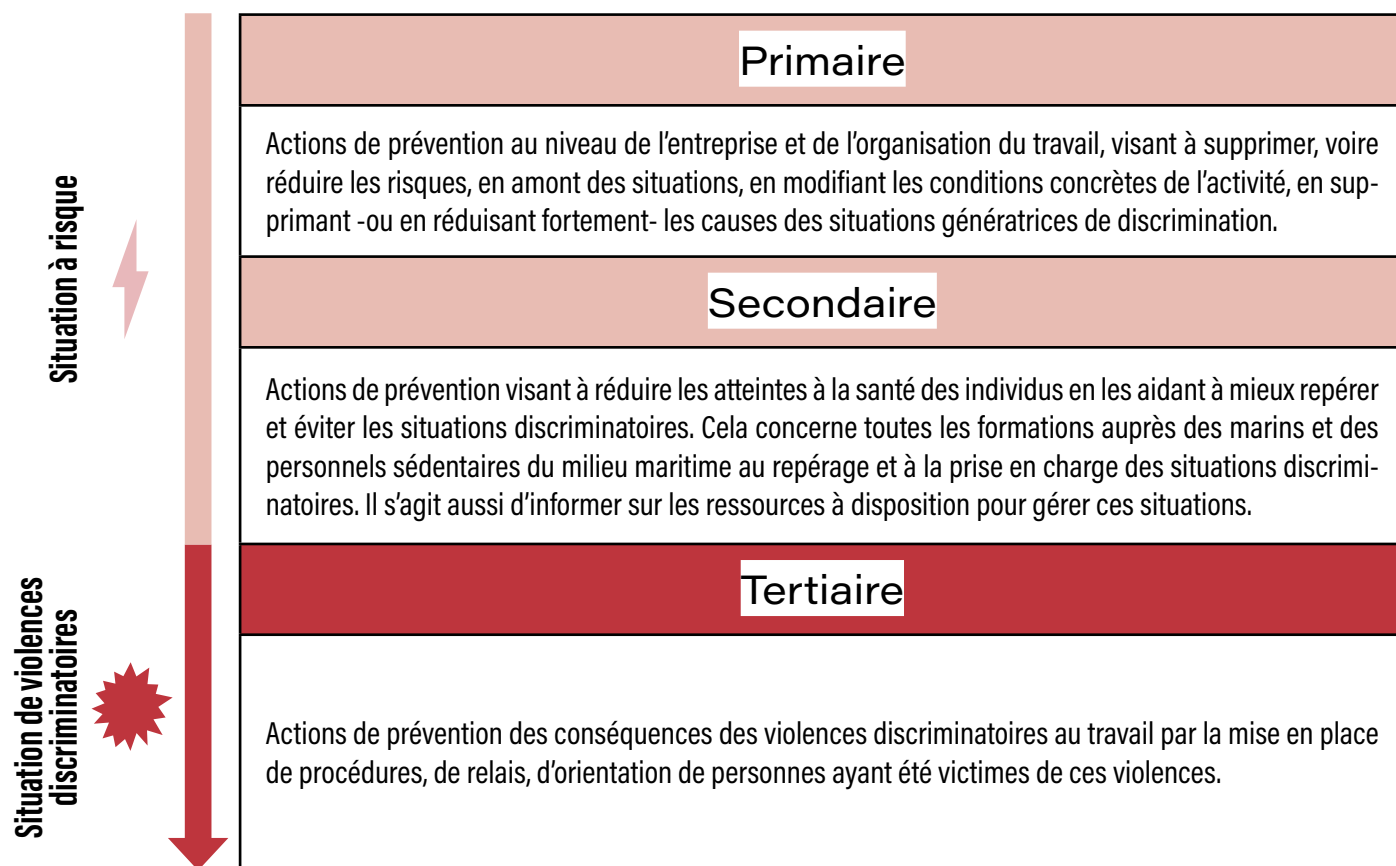 Primaire
Actions de prévention au niveau de l’entreprise et de l’organisation du travail, visant à supprimer, voire
réduire les risques, en amont des situations, en modifiant les conditions concrètes de l’activité, en sup-
primant -ou en réduisant fortement- les causes des situations génératrices de discrimination.
Situation à risque
Secondaire
Actions de prévention visant à réduire les atteintes à la santé des individus en les aidant à mieux repérer
et éviter les situations discriminatoires. Cela concerne toutes les formations auprès des marins et des
personnels sédentaires du milieu maritime au repérage et à la prise en charge des situations discrimi-
natoires. Il s’agit aussi d’informer sur les ressources à disposition pour gérer ces situations.
Tertiaire
Situation de violences
discriminatoires
Actions de prévention des conséquences des violences discriminatoires au travail par la mise en place
de procédures, de relais, d’orientation de personnes ayant été victimes de ces violences.